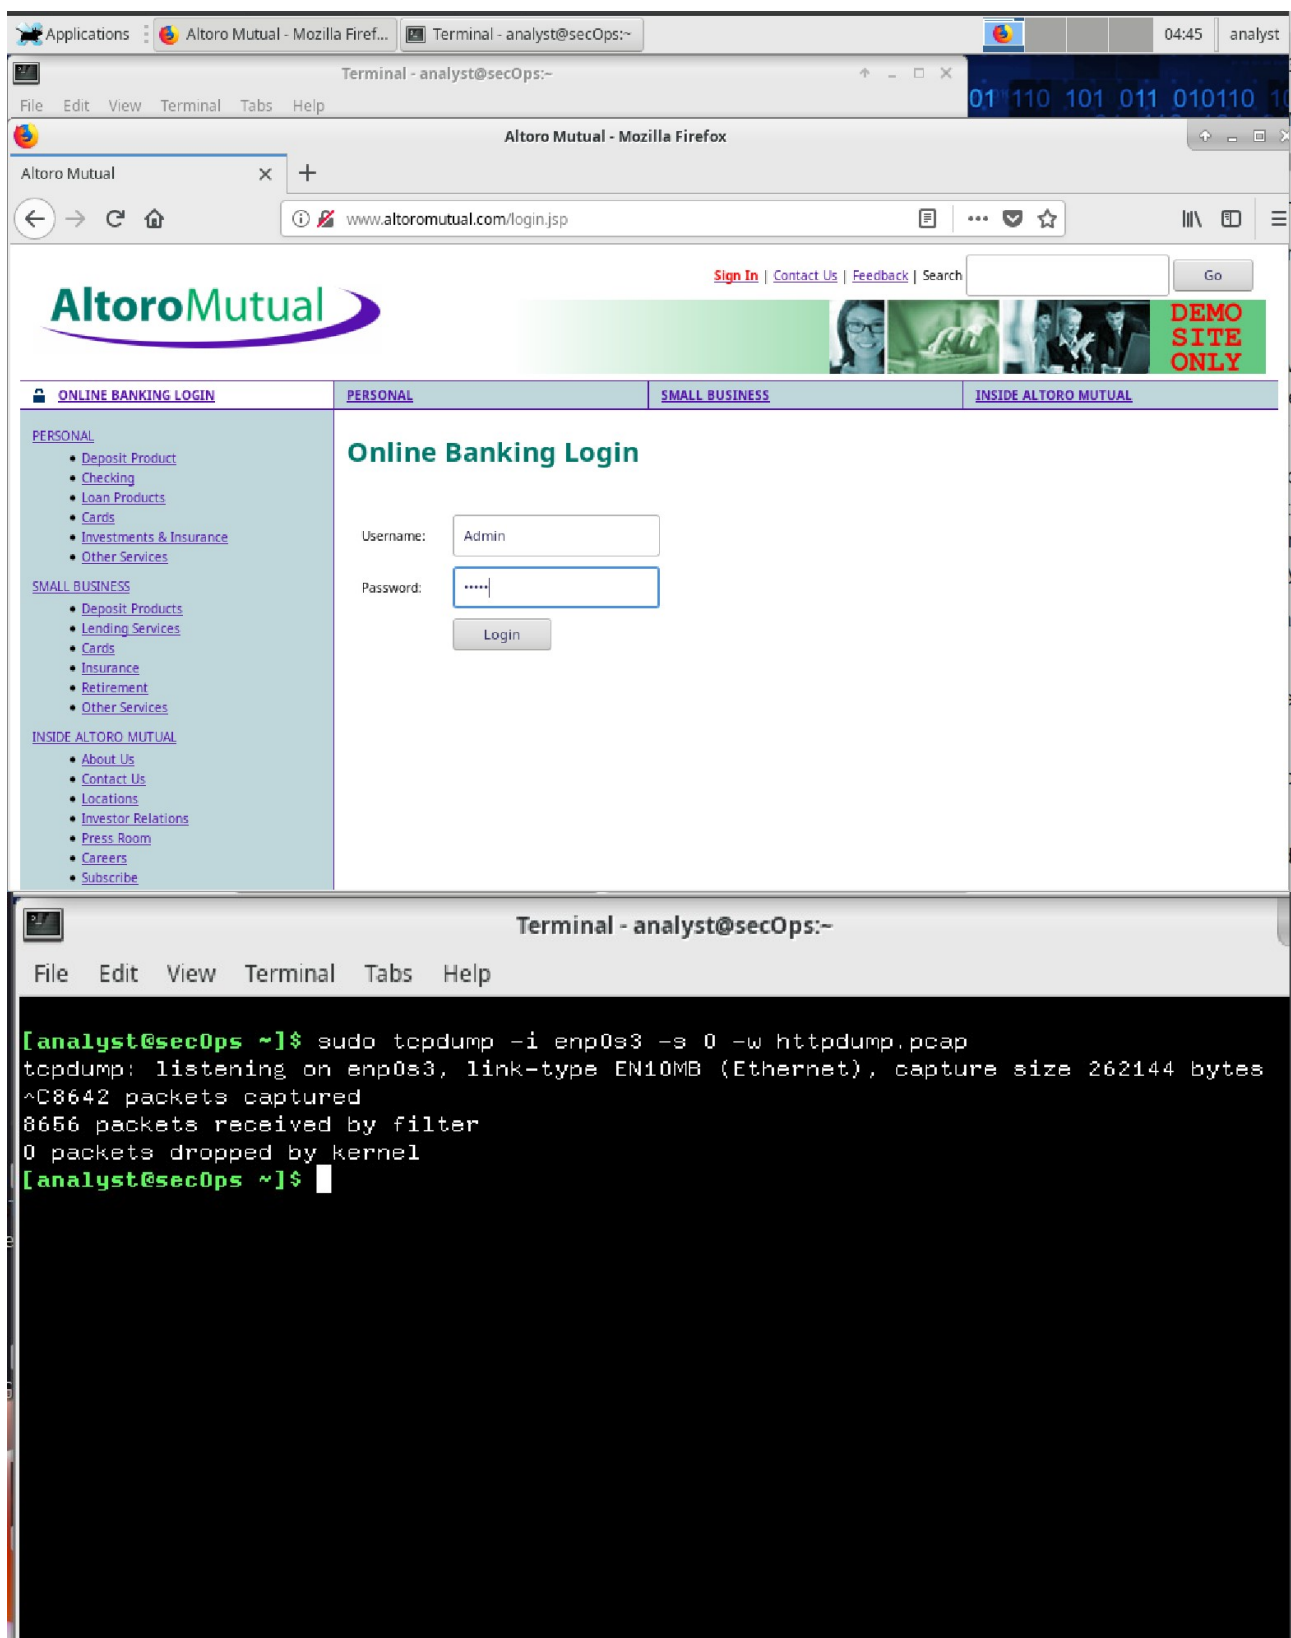 Applications Altoro Mutual - Mozilla Firef... Terminal - analyst@secOps:~ 04:45 analyst
Terminal - analyst@secOps:~
File Edit View Terminal Tabs Help
01 110 101 011 010110
Altoro Mutual - Mozilla Firefox
Altoro Mutual
www.altoromutual.com/login.jsp
Sign In | Contact Us | Feedback | Search Go
AltoroMutual
DEMO
SITE
ONLY
ONLINE BANKING LOGIN PERSONAL SMALL BUSINESS INSIDE ALTORO MUTUAL
PERSONAL
• Deposit Product
• Checking
• Loan Products
• Cards
• Investments & Insurance
• Other Services
SMALL BUSINESS
• Deposit Products
• Lending Services
• Cards
• Insurance
• Retirement
• Other Services
INSIDE ALTORO MUTUAL
• About Us
• Contact Us
• Locations
• Investor Relations
• Press Room
• Careers
• Subscribe
Online Banking Login
Username: Admin
Password: •••••
Login
Terminal - analyst@secOps:~
File Edit View Terminal Tabs Help
[analyst@secOps ~]$ sudo tcpdump -i enp0s3 -s 0 -w httpdump.pcap
tcpdump: listening on enp0s3, link-type EN10MB (Ethernet), capture size 262144 bytes
^C8642 packets captured
8656 packets received by filter
0 packets dropped by kernel
[analyst@secOps ~]$